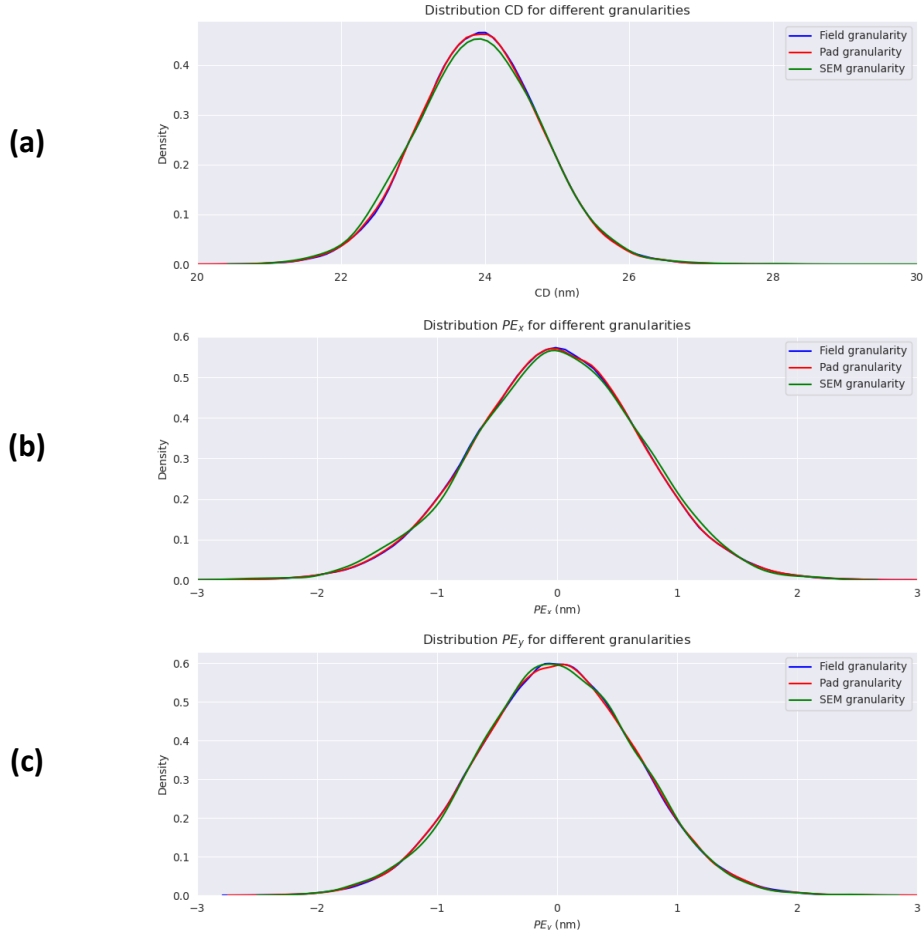 Distribution CD for different granularities
(a)
Density
0.4
0.3
0.2
0.1
0.0
Field granularity
Pad granularity
SEM granularity
20 22 24 26 28 30
CD (nm)
Distribution PEₓ for different granularities
(b)
Density
0.6
0.5
0.4
0.3
0.2
0.1
0.0
Field granularity
Pad granularity
SEM granularity
−3 −2 −1 0 1 2 3
PEₓ (nm)
Distribution PE_y for different granularities
(c)
Density
0.6
0.5
0.4
0.3
0.2
0.1
0.0
Field granularity
Pad granularity
SEM granularity
−3 −2 −1 0 1 2 3
PE_y (nm)